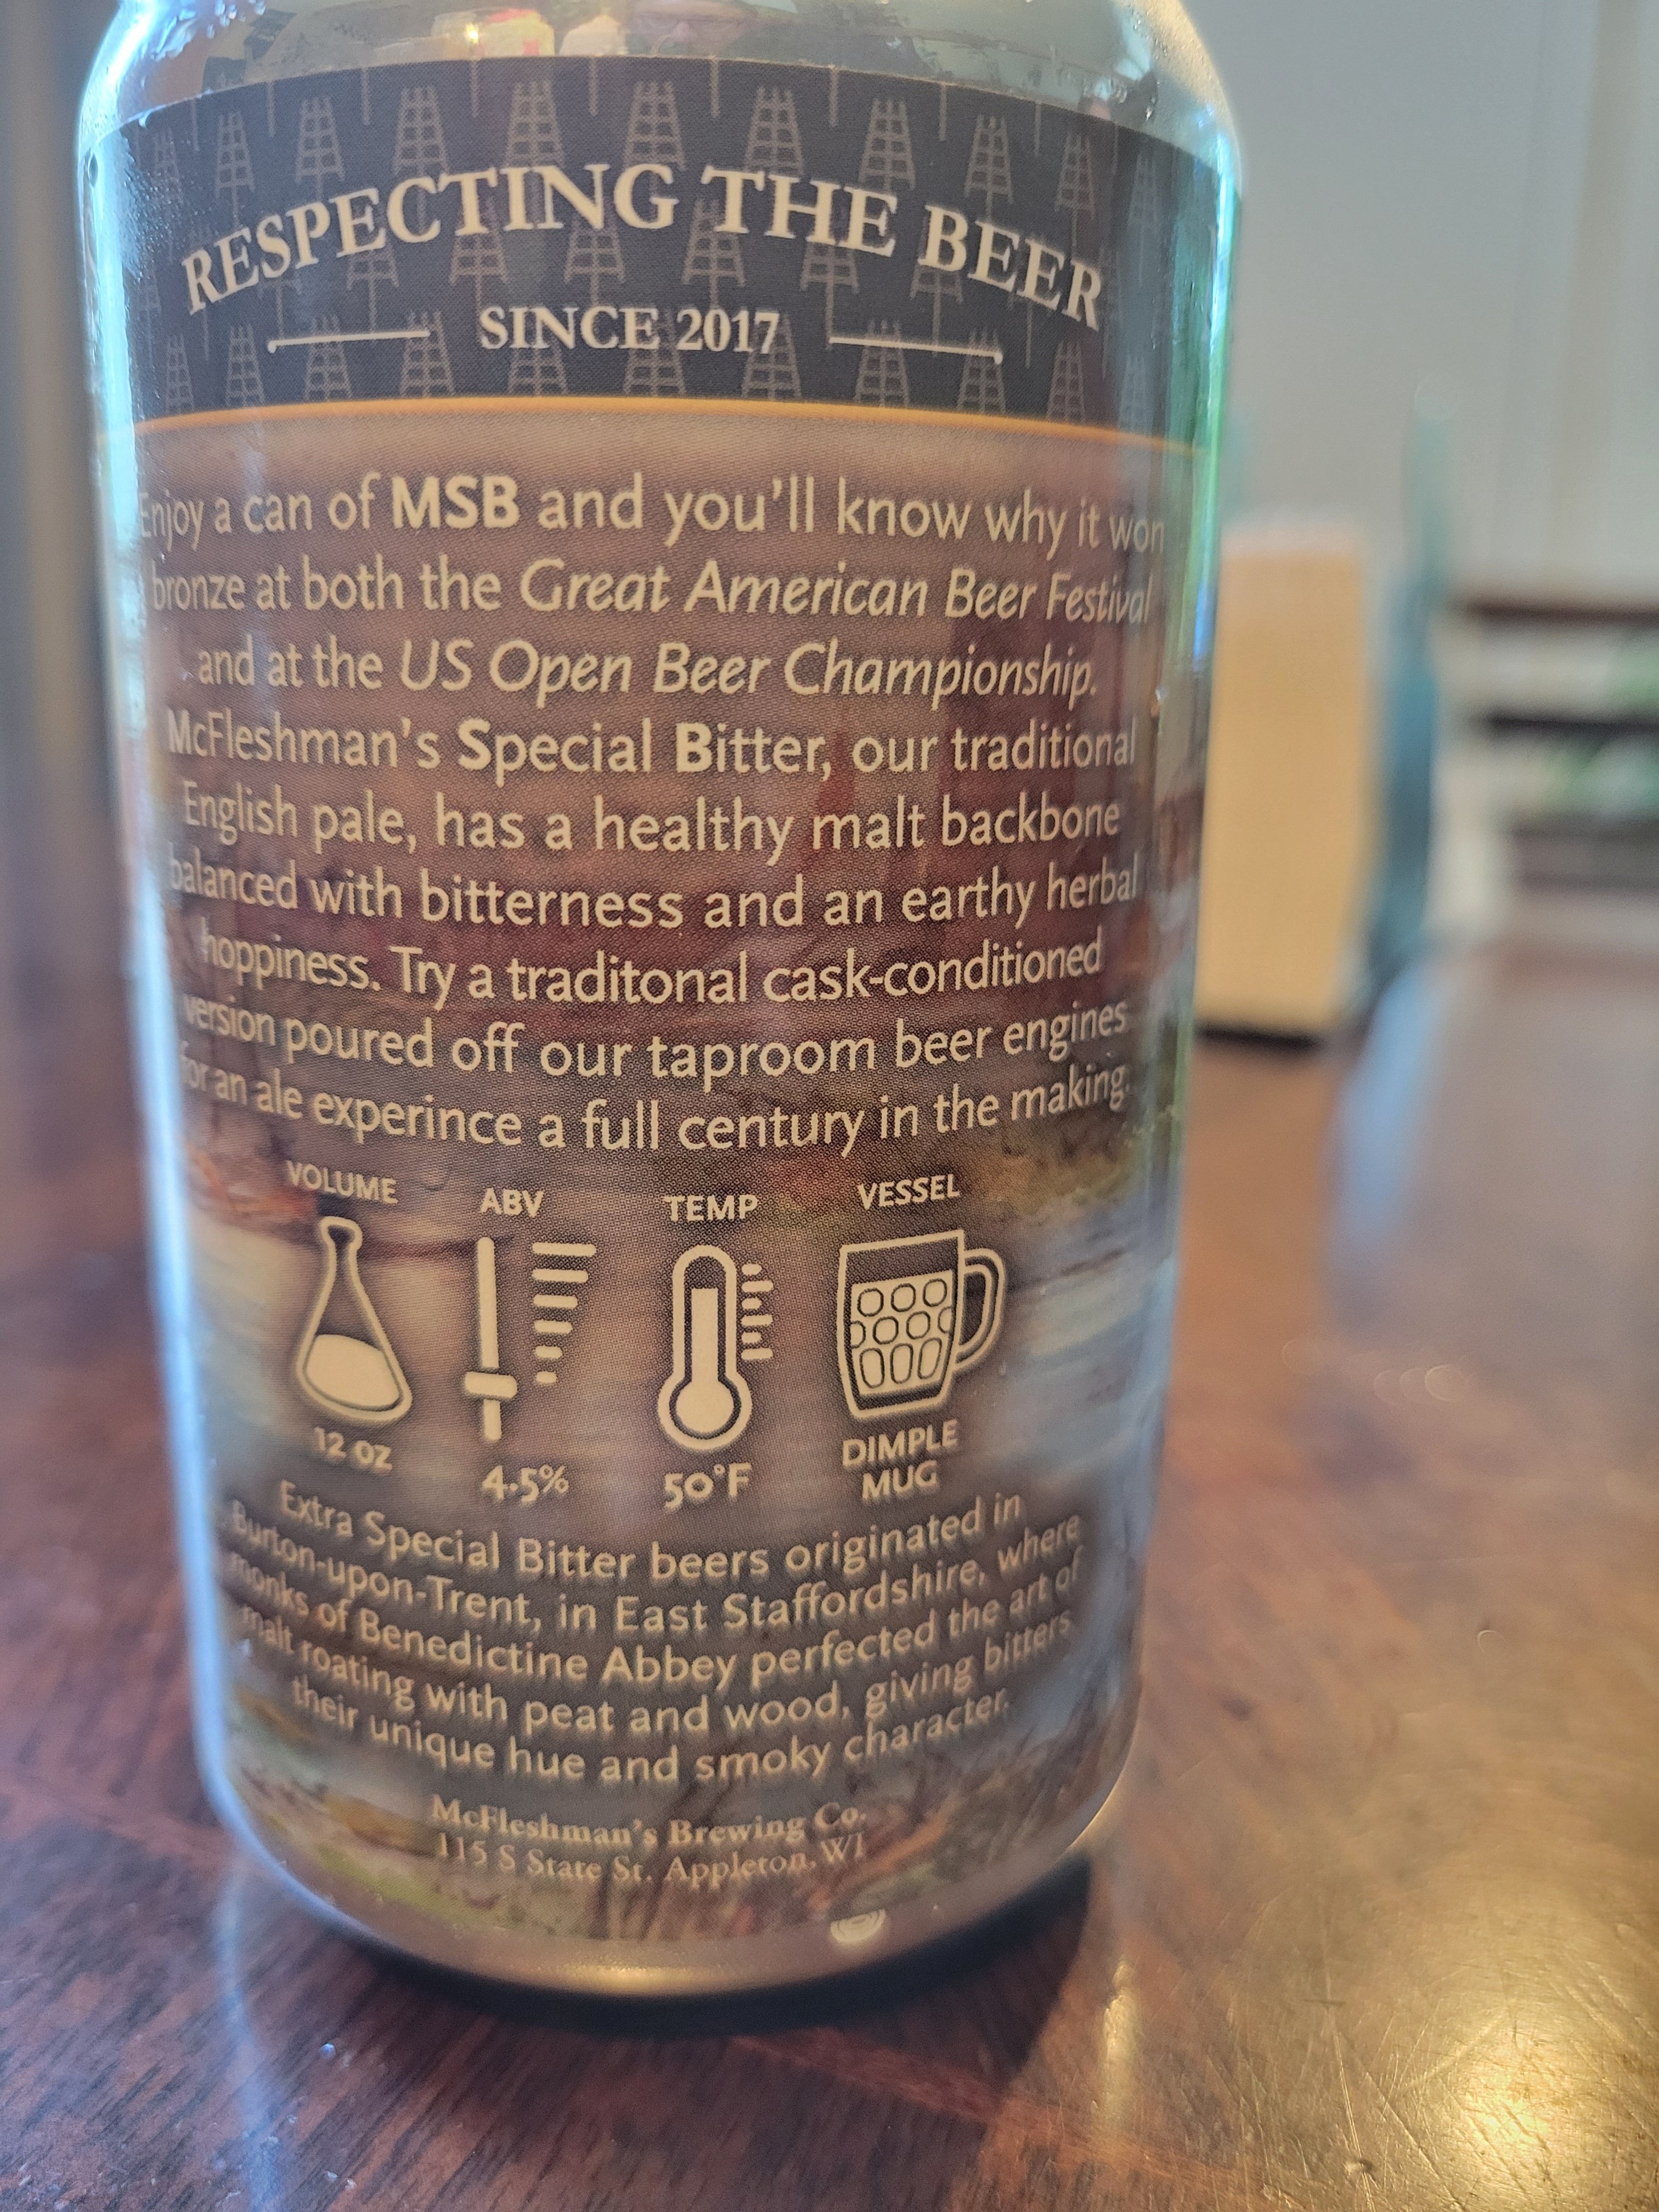 RESPECTING THE BEER
SINCE 2017
Enjoy a can of MSB and you'll know why it won
bronze at both the Great American Beer Festival
and at the US Open Beer Championship.
McFleshman's Special Bitter, our traditional
English pale, has a healthy malt backbone
balanced with bitterness and an earthy herbal
hoppiness. Try a traditonal cask-conditioned
version poured off our taproom beer engines
for an ale experince a full century in the making.
VOLUME ABV TEMP VESSEL
12 OZ 4.5% 50°F DIMPLE
MUG
Extra Special Bitter beers originated in
Burton-upon-Trent, in East Staffordshire, where
monks of Benedictine Abbey perfected the art of
malt roating with peat and wood, giving bitters
their unique hue and smoky character.
McFleshman's Brewing Co.
115 S State St. Appleton, WI